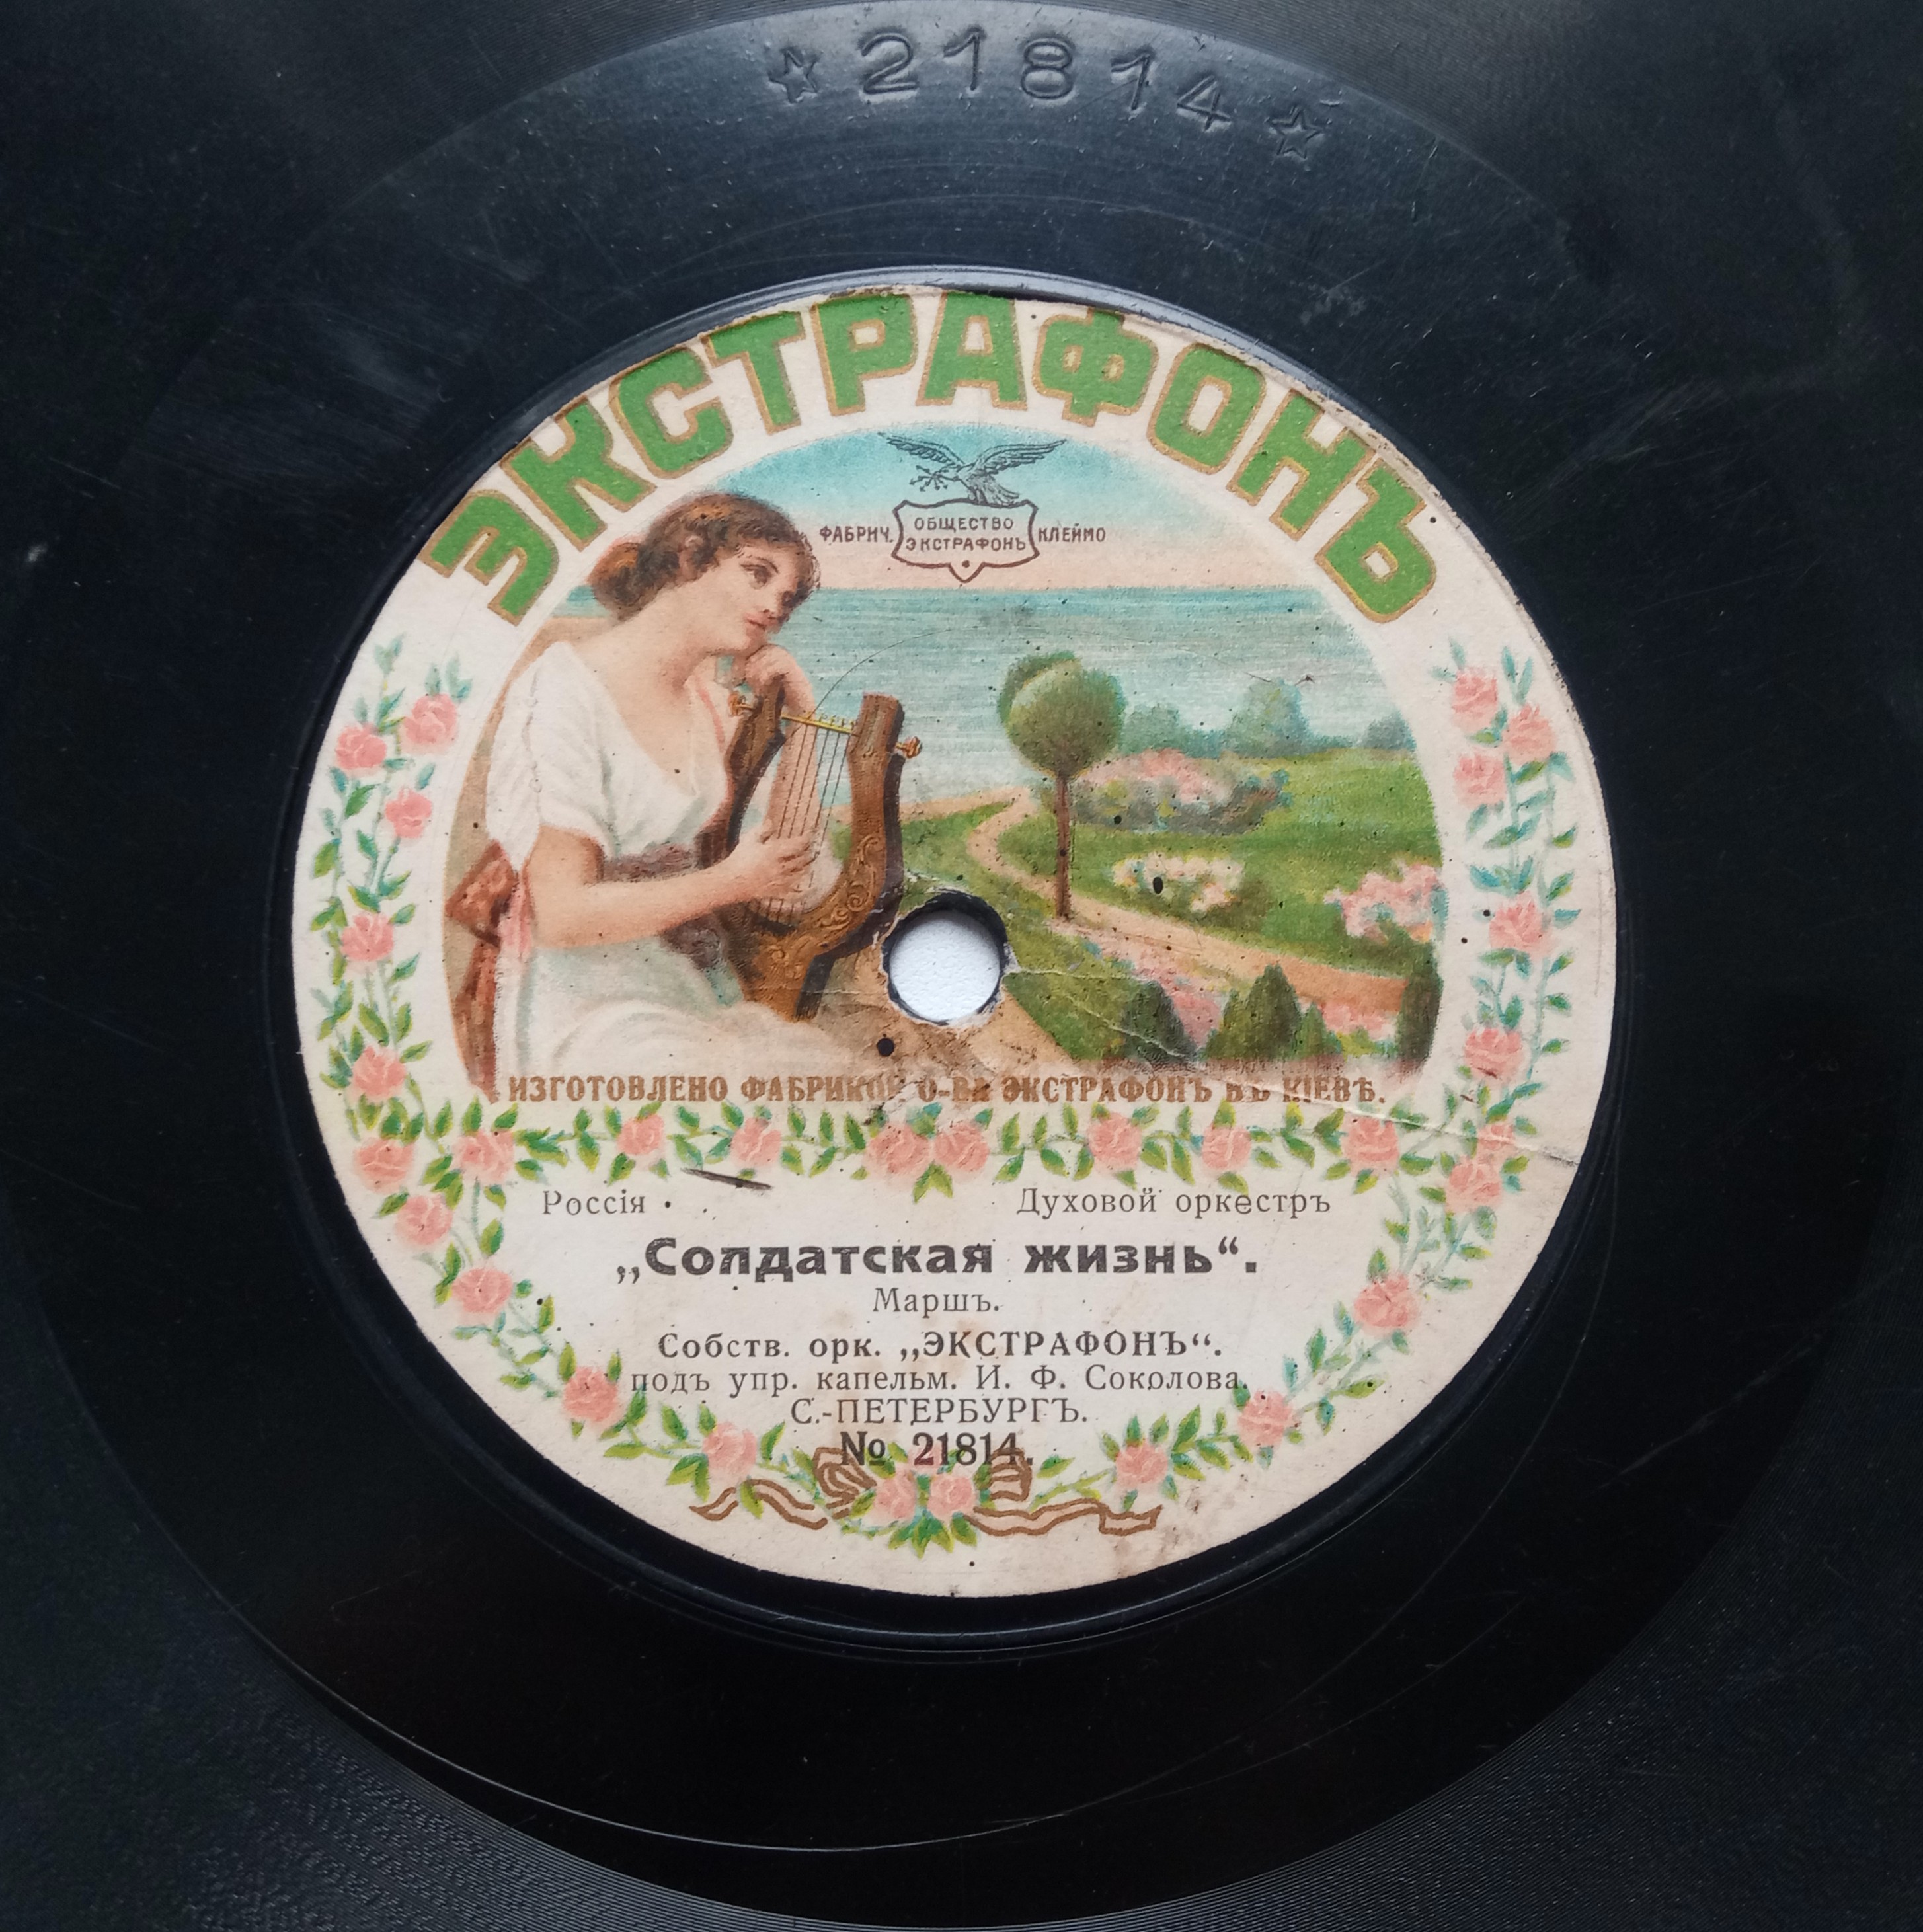 ☆ 21814 ☆
ЭКСТРАФОНЪ
ФАБРИЧ. ОБЩЕСТВО ЭКСТРАФОНЪ КЛЕЙМО
ИЗГОТОВЛЕНО ФАБРИКОЙ О-ВА ЭКСТРАФОНЪ ВЪ КІЕВѢ.
Россія • Духовой оркестръ
„Солдатская жизнь“.
Маршъ.
Собств. орк. „ЭКСТРАФОНЪ“.
подъ упр. капельм. И. Ф. Соколова.
С.-ПЕТЕРБУРГЪ.
№ 21814.